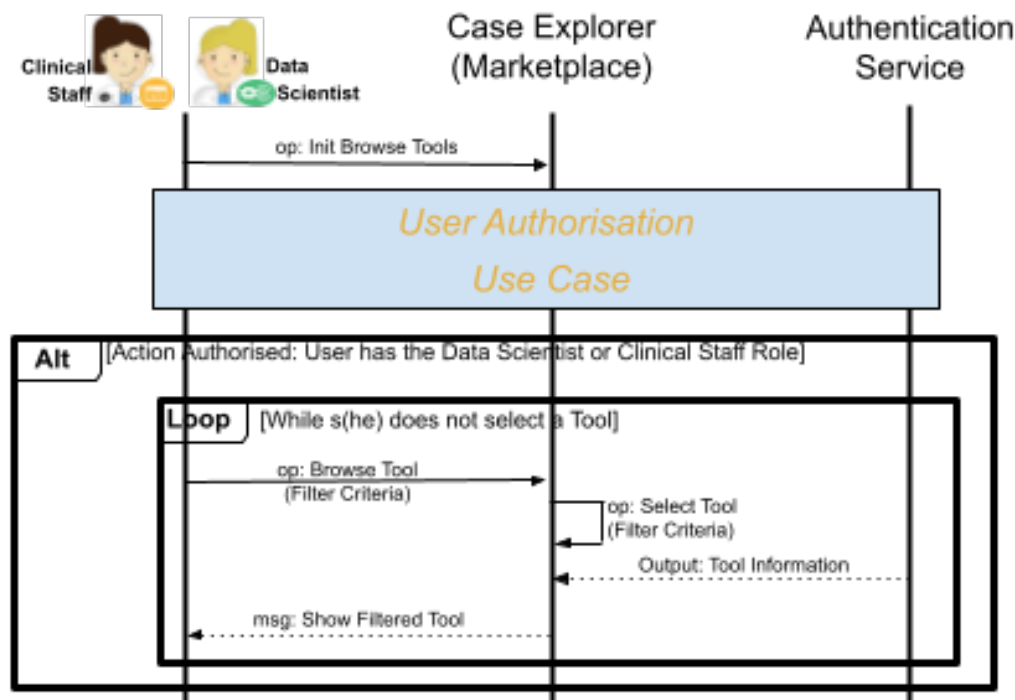 Clinical
Staff
Data
Scientist
Case Explorer
(Marketplace)
Authentication
Service
op: Init Browse Tools
User Authorisation
Use Case
Alt
[Action Authorised: User has the Data Scientist or Clinical Staff Role]
Loop
[While s(he) does not select a Tool]
op: Browse Tool
(Filter Criteria)
op: Select Tool
(Filter Criteria)
Output: Tool Information
msg: Show Filtered Tool